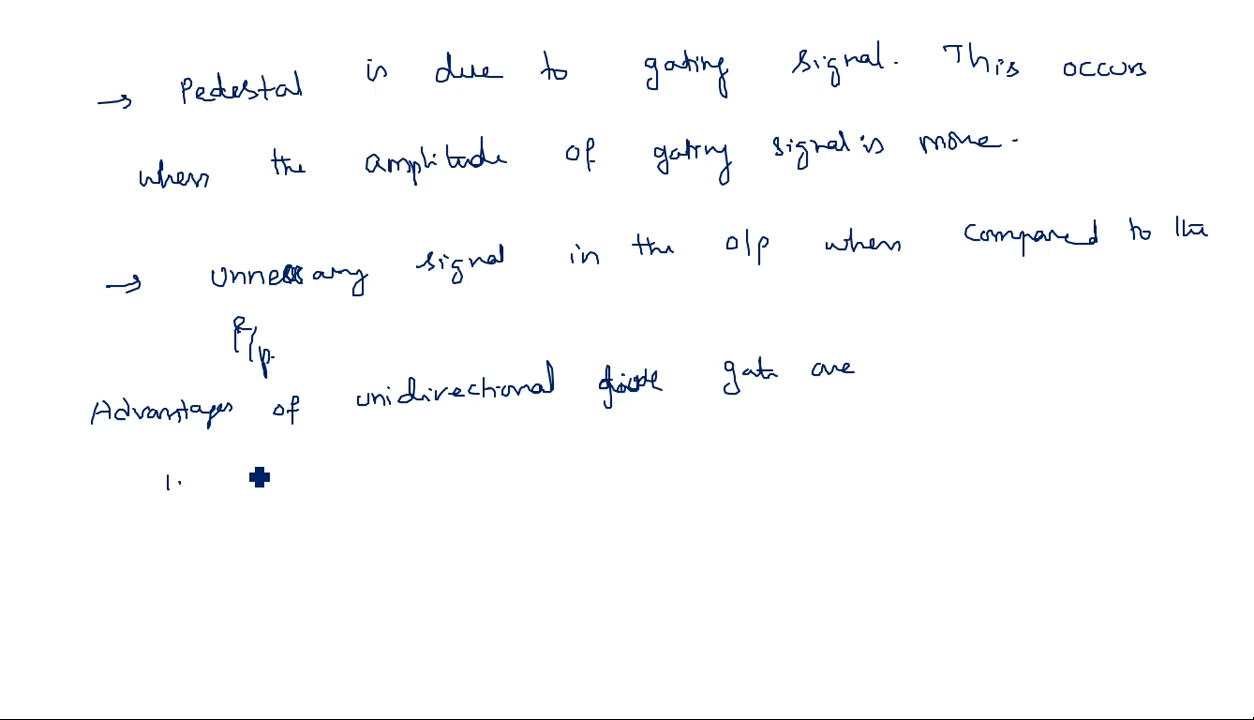 → Pedestal is due to gating signal. This occurs
when the amplitude of gating signal is more.
→ Unnessary signal in the o/p when compared to the
i/p.
Advantages of unidirectional diode gate are
1.